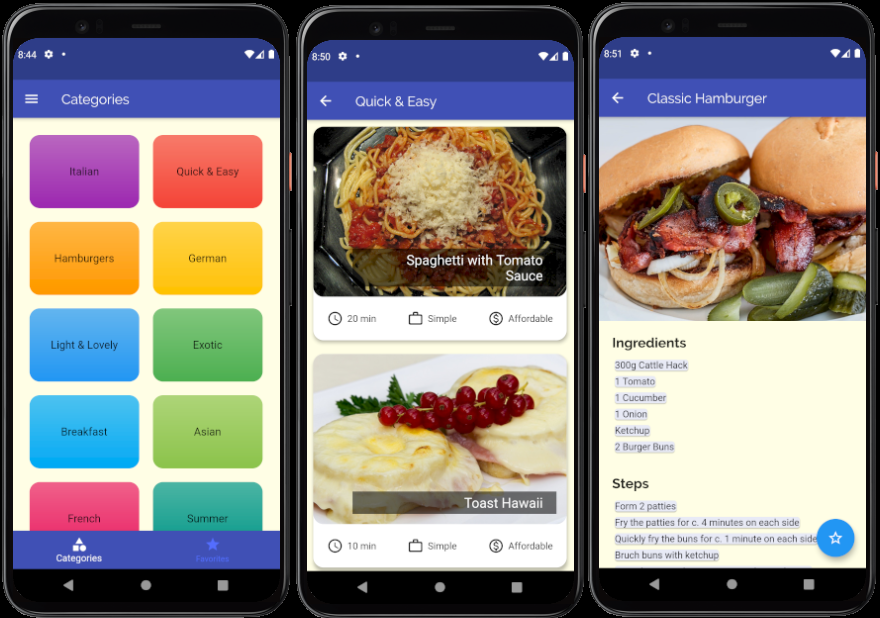 8:44
Categories
Italian
Quick & Easy
Hamburgers
German
Light & Lovely
Exotic
Breakfast
Asian
French
Summer
Categories
Favorites
8:50
Quick & Easy
Spaghetti with Tomato
Sauce
20 min
Simple
Affordable
Toast Hawaii
10 min
Simple
Affordable
8:51
Classic Hamburger
Ingredients
300g Cattle Hack
1 Tomato
1 Cucumber
1 Onion
Ketchup
2 Burger Buns
Steps
Form 2 patties
Fry the patties for c. 4 minutes on each side
Quickly fry the buns for c. 1 minute on each side
Bruch buns with ketchup